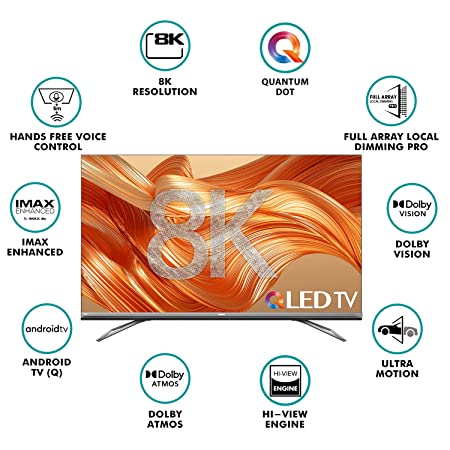 8K
8K
RESOLUTION
Q
QUANTUM
DOT
6m
HANDS FREE VOICE
CONTROL
FULL ARRAY
LOCAL DIMMING
FULL ARRAY LOCAL
DIMMING PRO
IMAX
ENHANCED
IMAX
ENHANCED
Dolby
VISION
DOLBY
VISION
8K
QLED TV
androidtv
ANDROID
TV (Q)
ULTRA
MOTION
Dolby
ATMOS
DOLBY
ATMOS
HI-VIEW
ENGINE
HI-VIEW
ENGINE